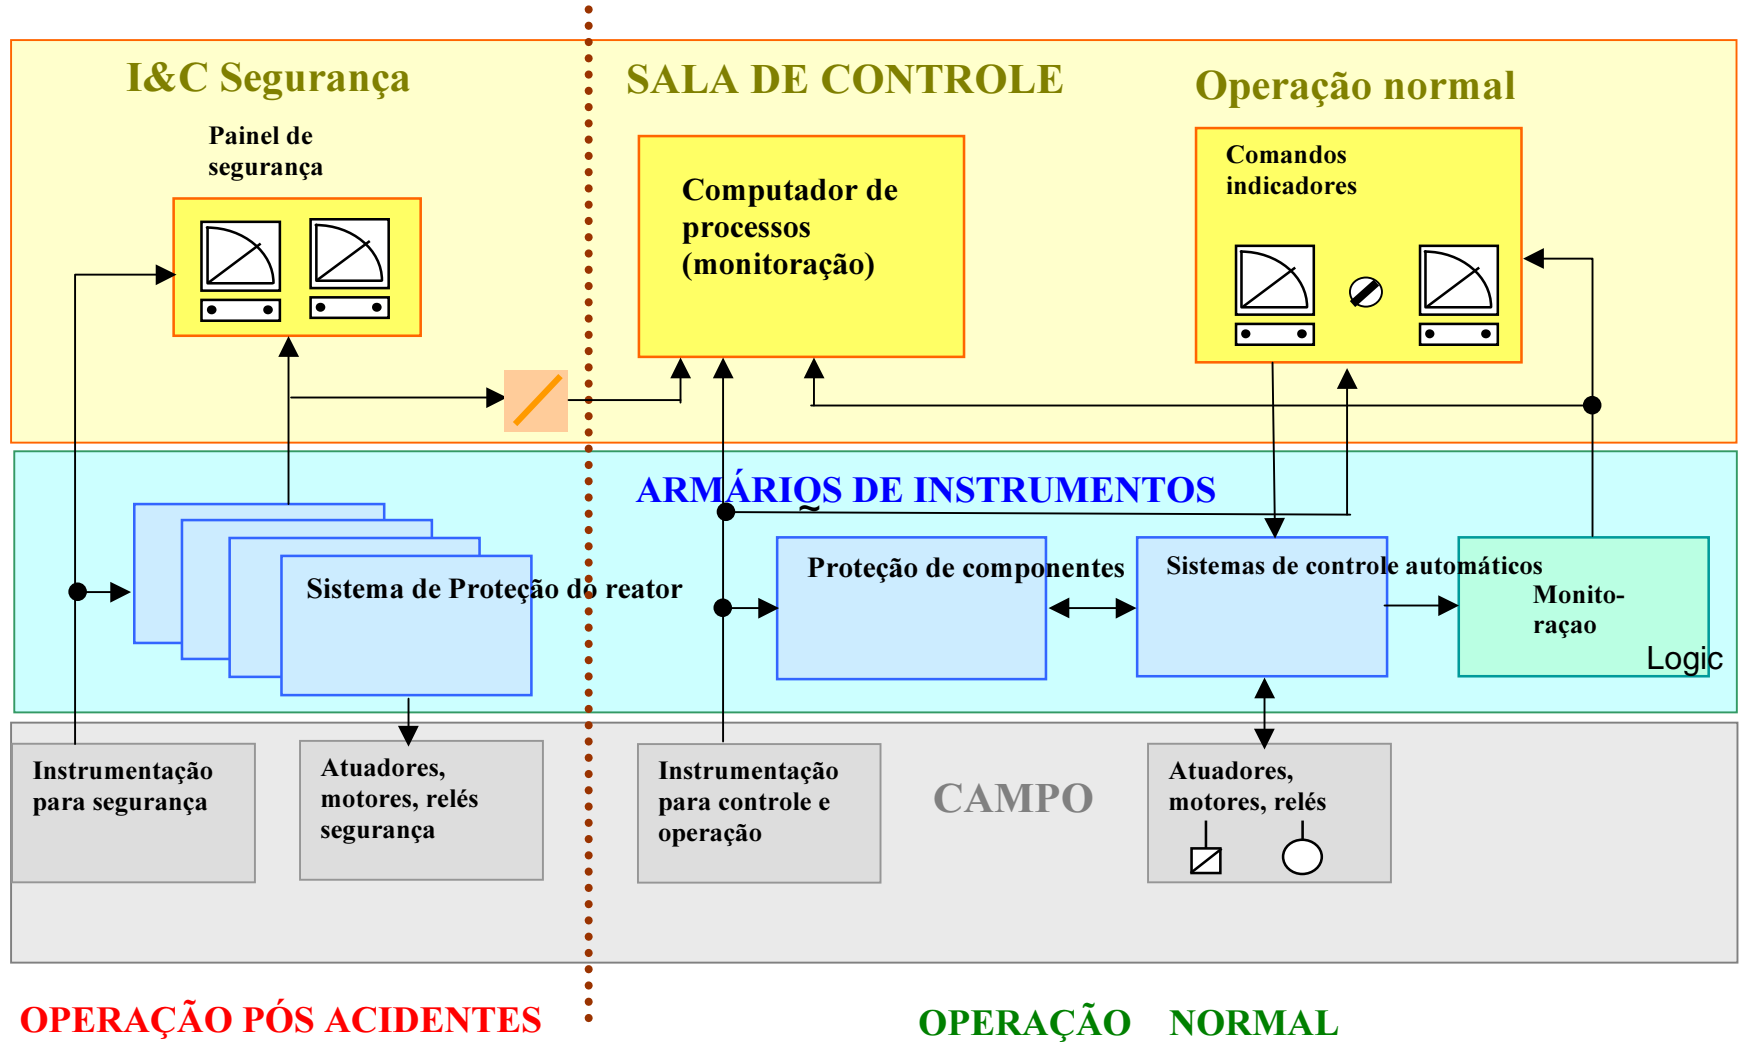 I&C Segurança
SALA DE CONTROLE
Operação normal
Painel de
segurança
Computador de
processos
(monitoração)
Comandos
indicadores
ARMÁRIOS DE INSTRUMENTOS
~
Sistema de Proteção do reator
Proteção de componentes
Sistemas de controle automáticos
Monito-
raçao
Logic
Instrumentação
para segurança
Atuadores,
motores, relés
segurança
Instrumentação
para controle e
operação
CAMPO
Atuadores,
motores, relés
OPERAÇÃO PÓS ACIDENTES
OPERAÇÃO NORMAL